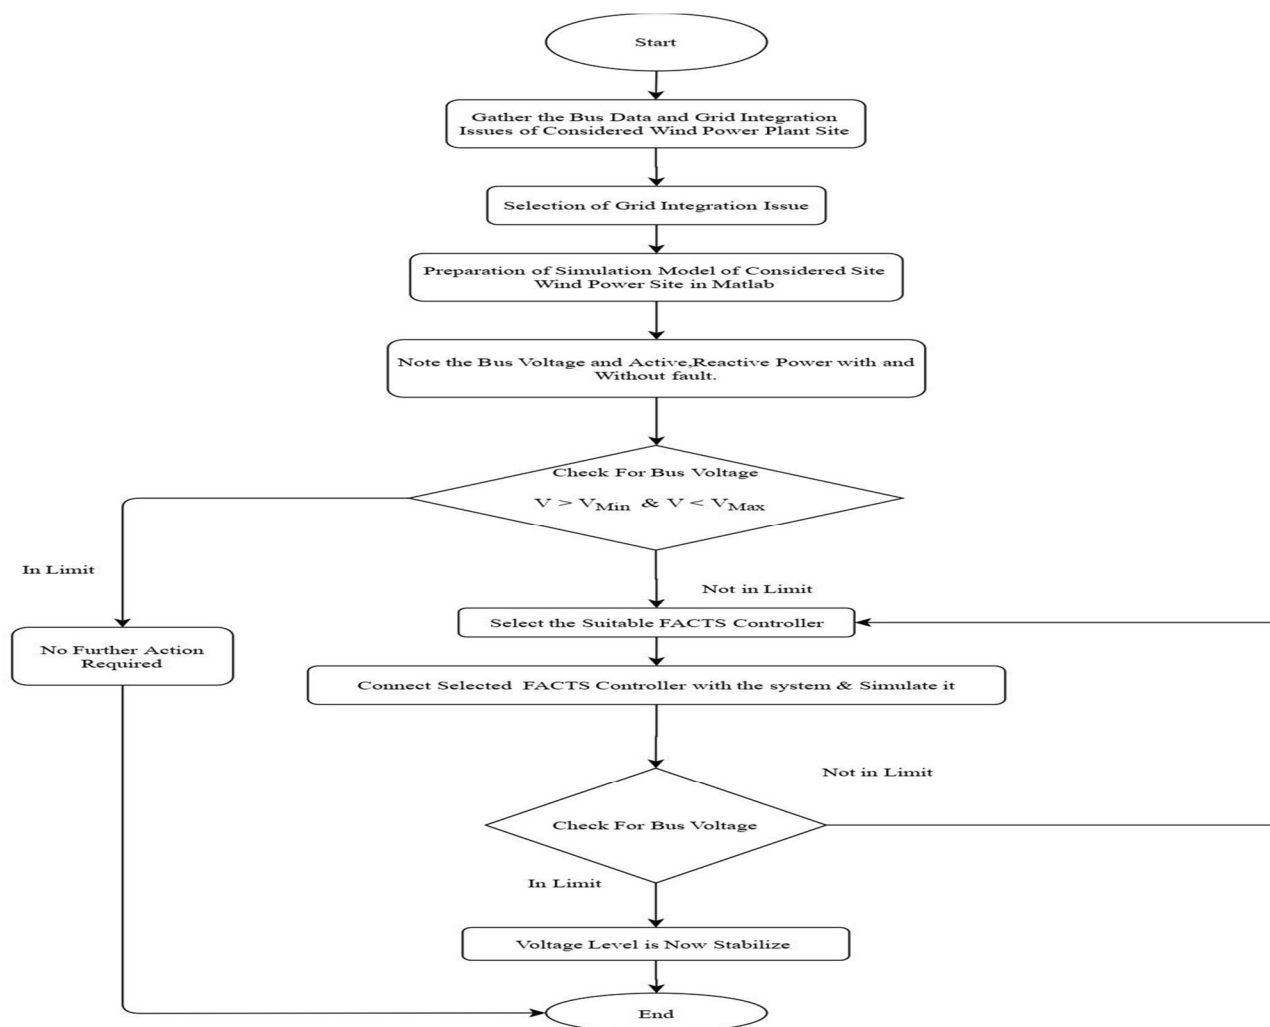 Start
Gather the Bus Data and Grid Integration
Issues of Considered Wind Power Plant Site
Selection of Grid Integration Issue
Preparation of Simulation Model of Considered Site
Wind Power Site in Matlab
Note the Bus Voltage and Active,Reactive Power with and
Without fault.
Check For Bus Voltage
V > VMin & V < VMax
In Limit
Not in Limit
Select the Suitable FACTS Controller
No Further Action
Required
Connect Selected FACTS Controller with the system & Simulate it
Not in Limit
Check For Bus Voltage
In Limit
Voltage Level is Now Stabilize
End